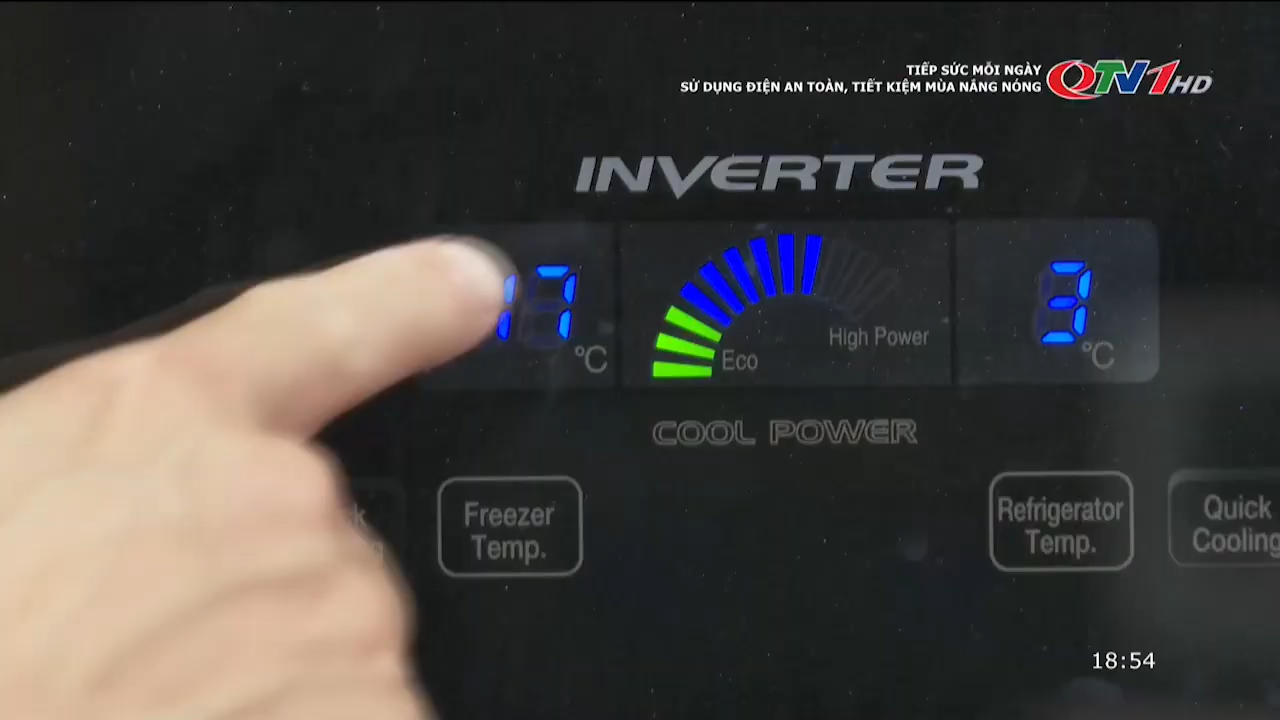 TIẾP SỨC MỖI NGÀY
SỬ DỤNG ĐIỆN AN TOÀN, TIẾT KIỆM MÙA NẮNG NÓNG
QTV1HD
INVERTER
17 °C
Eco
High Power
3 °C
COOL POWER
Freezer
Temp.
Refrigerator
Temp.
Quick
Cooling
18:54